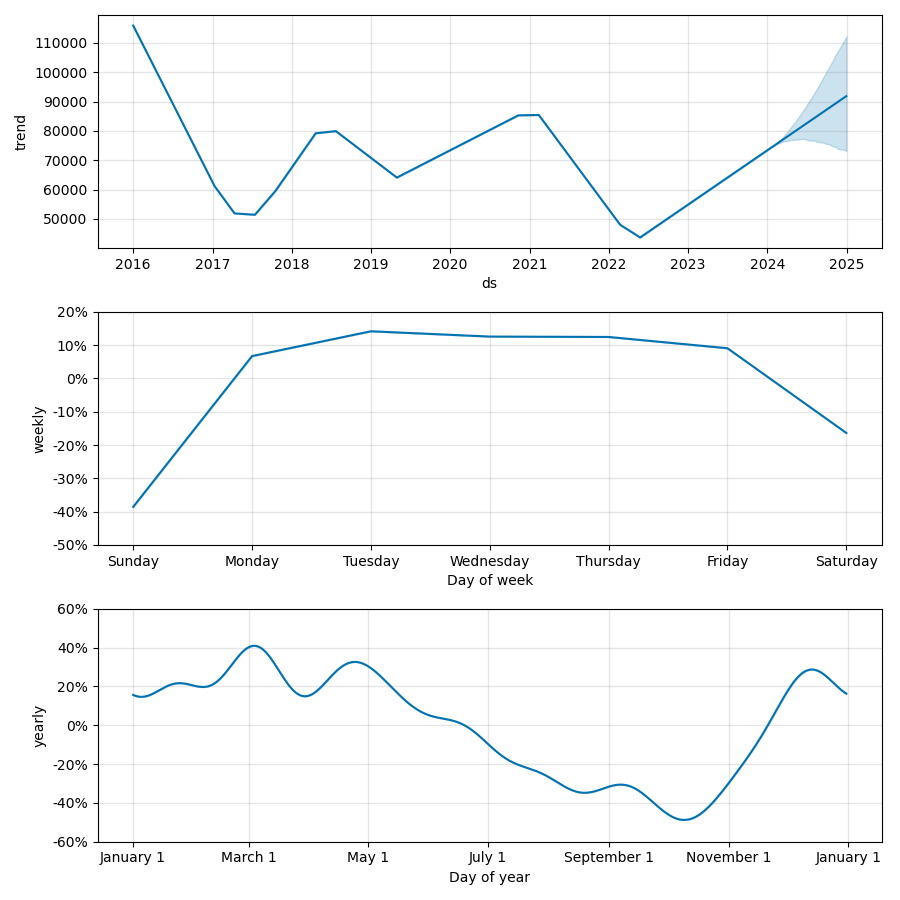 110000
100000
90000
80000
70000
60000
50000
trend
2016 2017 2018 2019 2020 2021 2022 2023 2024 2025
ds
20%
10%
0%
-10%
-20%
-30%
-40%
-50%
weekly
Sunday Monday Tuesday Wednesday Thursday Friday Saturday
Day of week
60%
40%
20%
0%
-20%
-40%
-60%
yearly
January 1 March 1 May 1 July 1 September 1 November 1 January 1
Day of year